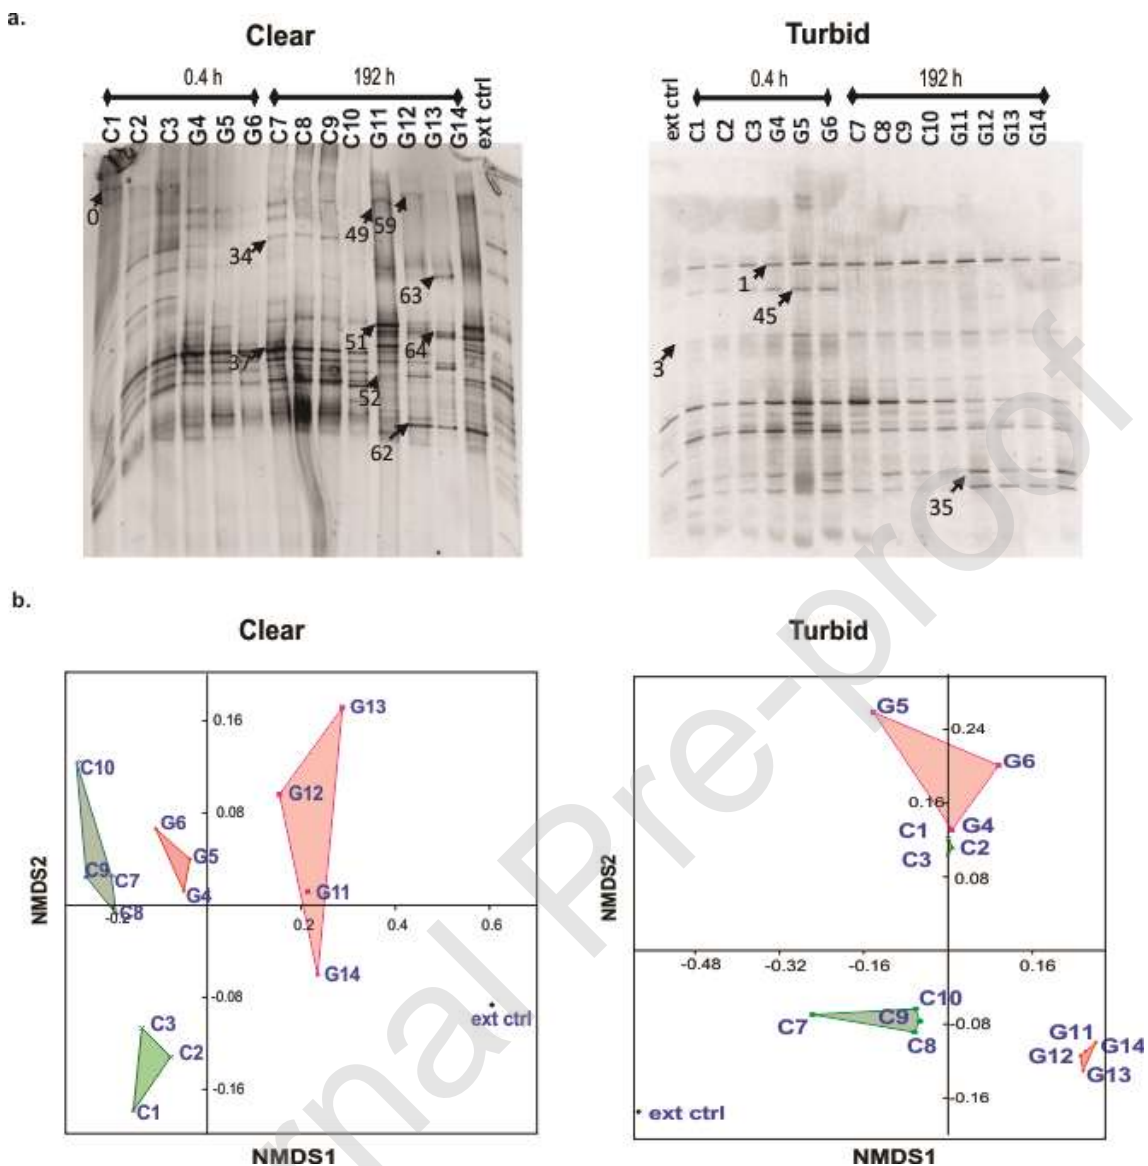 a.
Clear
Turbid
0.4 h
192 h
0.4 h
192 h
C1 C2 C3 G4 G5 G6 C7 C8 C9 C10 G11 G12 G13 G14 ext ctrl
ext ctrl C1 C2 C3 G4 G5 G6 C7 C8 C9 C10 G11 G12 G13 G14
0
34
49
59
63
51
37
64
52
62
1
45
3
35
b.
Clear
Turbid
G13
0.16
C10
G12
0.08
G6
G5
C9
C7
G4
G11
-0.2
C8
0.2
0.4
0.6
G14
-0.08
ext ctrl
C3
C2
-0.16
C1
NMDS2
NMDS1
G5
0.24
G6
0.16
C1
G4
C3
C2
0.08
-0.48
-0.32
-0.16
0.16
C10
C7
C9
-0.08
C8
G11
G14
G12
G13
-0.16
ext ctrl
NMDS2
NMDS1
rnal Pre-proof